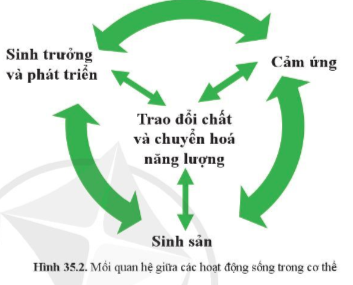 Sinh trưởng
và phát triển
Cảm ứng
Trao đổi chất
và chuyển hoá
năng lượng
Sinh sản
Hình 35.2. Mối quan hệ giữa các hoạt động sống trong cơ thể